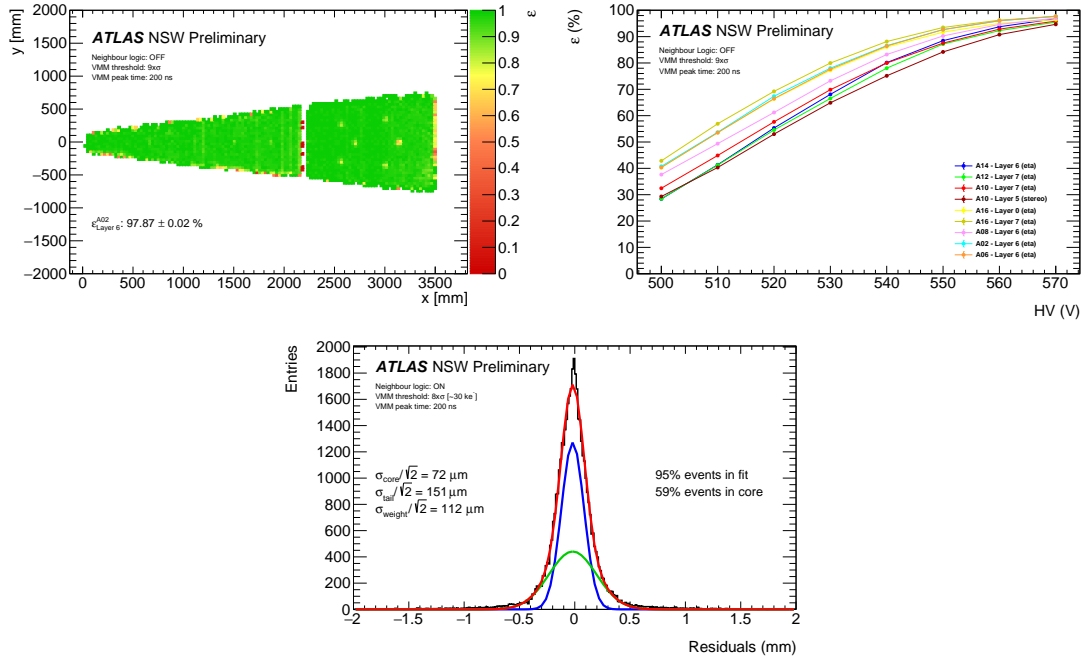 y [mm]
2000
1500
1000
500
0
−500
−1000
−1500
−2000
ATLAS NSW Preliminary
Neighbour Logic: OFF
VMM threshold: 9xσ
VMM peak time: 200 ns
ε^A02_Layer 6: 97.87 ± 0.02 %
0 500 1000 1500 2000 2500 3000 3500
x [mm]
1
0.9
0.8
0.7
0.6
0.5
0.4
0.3
0.2
0.1
0
ε
ε (%)
100
90
80
70
60
50
40
30
20
10
0
ATLAS NSW Preliminary
Neighbour Logic: OFF
VMM threshold: 9xσ
VMM peak time: 200 ns
A14 - Layer 6 (eta)
A12 - Layer 7 (eta)
A10 - Layer 7 (eta)
A10 - Layer 5 (stereo)
A16 - Layer 0 (eta)
A16 - Layer 7 (eta)
A08 - Layer 6 (eta)
A02 - Layer 6 (eta)
A06 - Layer 6 (eta)
500 510 520 530 540 550 560 570
HV (V)
Entries
2000
1800
1600
1400
1200
1000
800
600
400
200
0
ATLAS NSW Preliminary
Neighbour logic: ON
VMM threshold: 8xσ [~30 ke⁻]
VMM peak time: 200 ns
σ_core/√2 = 72 μm
σ_tail/√2 = 151 μm
σ_weight/√2 = 112 μm
95% events in fit
59% events in core
−2 −1.5 −1 −0.5 0 0.5 1 1.5 2
Residuals (mm)